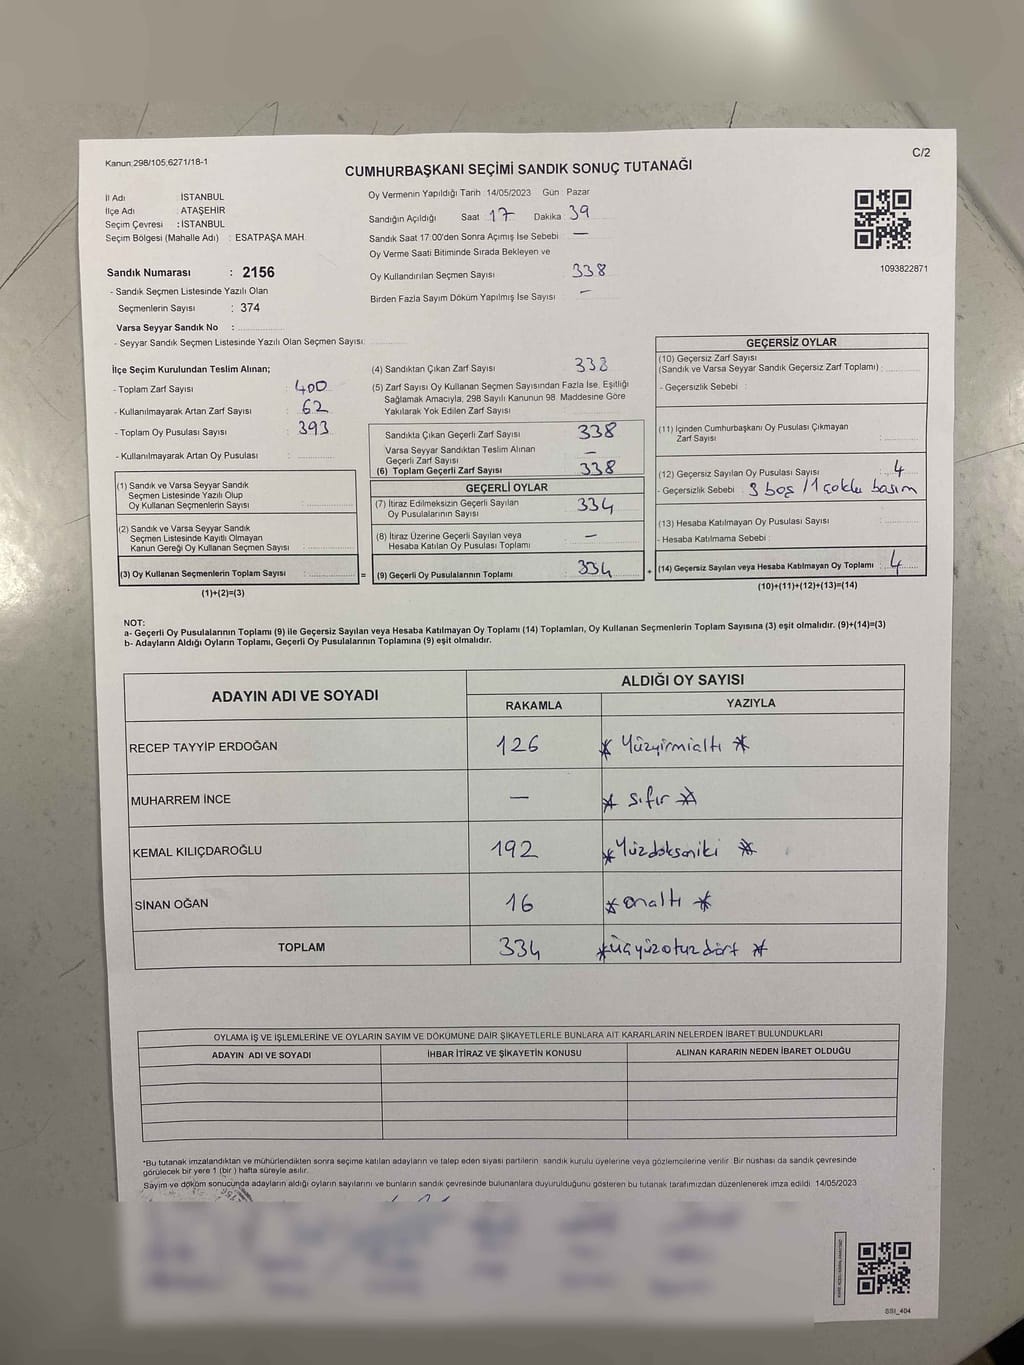 Kanun:298/105,6271/18-1
C/2
CUMHURBAŞKANI SEÇİMİ SANDIK SONUÇ TUTANAĞI
İl Adı : İSTANBUL
İlçe Adı : ATAŞEHİR
Seçim Çevresi : İSTANBUL
Seçim Bölgesi (Mahalle Adı) : ESATPAŞA MAH.
Sandık Numarası : 2156
- Sandık Seçmen Listesinde Yazılı Olan
Seçmenlerin Sayısı : 374
Varsa Seyyar Sandık No :
- Seyyar Sandık Seçmen Listesinde Yazılı Olan Seçmen Sayısı:
Oy Vermenin Yapıldığı Tarih : 14/05/2023 Gün : Pazar
Sandığın Açıldığı Saat 17 Dakika 39
Sandık Saat 17:00'den Sonra Açımış İse Sebebi : —
Oy Verme Saati Bitiminde Sırada Bekleyen ve
Oy Kullandırılan Seçmen Sayısı : 338
Birden Fazla Sayım Döküm Yapılmış İse Sayısı : —
1093822871
İlçe Seçim Kurulundan Teslim Alınan;
- Toplam Zarf Sayısı : 400
- Kullanılmayarak Artan Zarf Sayısı : 62
- Toplam Oy Pusulası Sayısı : 393
- Kullanılmayarak Artan Oy Pusulası :
(1) Sandık ve Varsa Seyyar Sandık
Seçmen Listesinde Yazılı Olup
Oy Kullanan Seçmenlerin Sayısı :
(2) Sandık ve Varsa Seyyar Sandık
Seçmen Listesinde Kayıtlı Olmayan
Kanun Gereği Oy Kullanan Seçmen Sayısı :
(3) Oy Kullanan Seçmenlerin Toplam Sayısı :
(1)+(2)=(3)
=
(4) Sandıktan Çıkan Zarf Sayısı : 338
(5) Zarf Sayısı Oy Kullanan Seçmen Sayısından Fazla İse, Eşitliği
Sağlamak Amacıyla, 298 Sayılı Kanunun 98. Maddesine Göre
Yakılarak Yok Edilen Zarf Sayısı :
Sandıkta Çıkan Geçerli Zarf Sayısı : 338
Varsa Seyyar Sandıktan Teslim Alınan
Geçerli Zarf Sayısı : —
(6) Toplam Geçerli Zarf Sayısı : 338
GEÇERLİ OYLAR
(7) İtiraz Edilmeksizin Geçerli Sayılan
Oy Pusulalarının Sayısı : 334
(8) İtiraz Üzerine Geçerli Sayılan veya
Hesaba Katılan Oy Pusulası Toplamı : —
(9) Geçerli Oy Pusulalarının Toplamı : 334
+
GEÇERSİZ OYLAR
(10) Geçersiz Zarf Sayısı
(Sandık ve Varsa Seyyar Sandık Geçersiz Zarf Toplamı) :
- Geçersizlik Sebebi :
(11) İçinden Cumhurbaşkanı Oy Pusulası Çıkmayan
Zarf Sayısı :
(12) Geçersiz Sayılan Oy Pusulası Sayısı : 4
- Geçersizlik Sebebi : 3 boş / 1 çoklu basım
(13) Hesaba Katılmayan Oy Pusulası Sayısı :
- Hesaba Katılmama Sebebi :
(14) Geçersiz Sayılan veya Hesaba Katılmayan Oy Toplamı : 4
(10)+(11)+(12)+(13)=(14)
NOT:
a- Geçerli Oy Pusulalarının Toplamı (9) ile Geçersiz Sayılan veya Hesaba Katılmayan Oy Toplamı (14) Toplamları, Oy Kullanan Seçmenlerin Toplam Sayısına (3) eşit olmalıdır. (9)+(14)=(3)
b- Adayların Aldığı Oyların Toplamı, Geçerli Oy Pusulalarının Toplamına (9) eşit olmalıdır.
ADAYIN ADI VE SOYADI
ALDIĞI OY SAYISI
RAKAMLA YAZIYLA
RECEP TAYYİP ERDOĞAN 126 * Yüzyirmialtı *
MUHARREM İNCE — * sıfır *
KEMAL KILIÇDAROĞLU 192 * Yüzdoksaniki *
SİNAN OĞAN 16 * onaltı *
TOPLAM 334 * üçyüzotuzdört *
OYLAMA İŞ VE İŞLEMLERİNE VE OYLARIN SAYIM VE DÖKÜMÜNE DAİR ŞİKAYETLERLE BUNLARA AİT KARARLARIN NELERDEN İBARET BULUNDUKLARI
ADAYIN ADI VE SOYADI İHBAR İTİRAZ VE ŞİKAYETİN KONUSU ALINAN KARARIN NEDEN İBARET OLDUĞU
*Bu tutanak imzalandıktan ve mühürlendikten sonra seçime katılan adayların ve talep eden siyasi partilerin sandık kurulu üyelerine veya gözlemcilerine verilir. Bir nüshası da sandık çevresinde
görülecek bir yere 1 (bir ) hafta süreyle asılır.
Sayım ve döküm sonucunda adayların aldığı oyların sayılarını ve bunların sandık çevresinde bulunanlara duyurulduğunu gösteren bu tutanak tarafımızdan düzenlenerek imza edildi. 14/05/2023
SSI_404